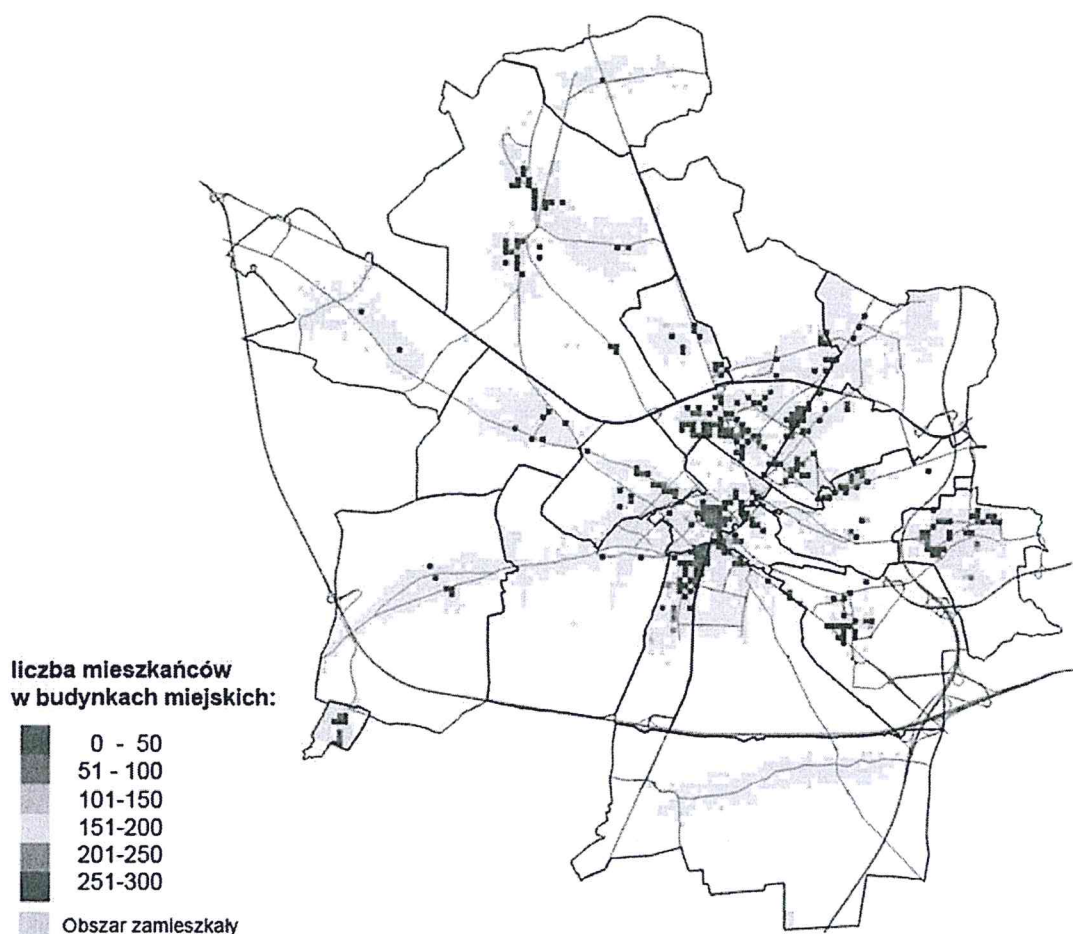 liczba mieszkańców
w budynkach miejskich:
0 - 50
51 - 100
101-150
151-200
201-250
251-300
Obszar zamieszkały